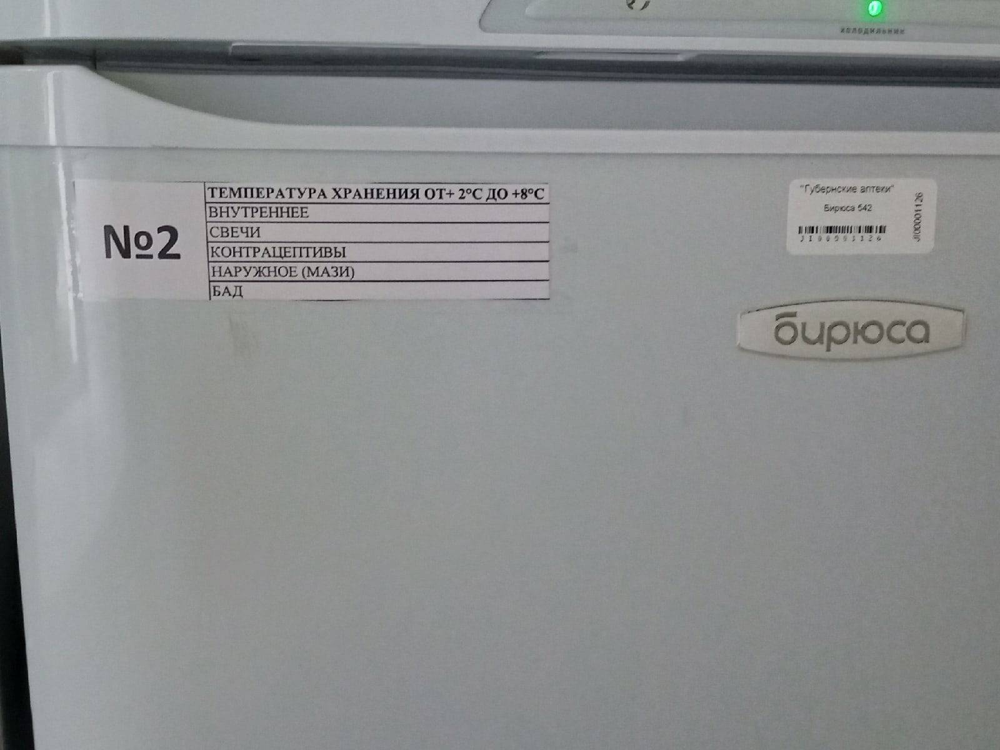 холодильник
№2
ТЕМПЕРАТУРА ХРАНЕНИЯ ОТ+ 2°С ДО +8°С
ВНУТРЕННЕЕ
СВЕЧИ
КОНТРАЦЕПТИВЫ
НАРУЖНОЕ (МАЗИ)
БАД
"Губернские аптеки"
Бирюса 542
JI00001126
JI00001126
бирюса